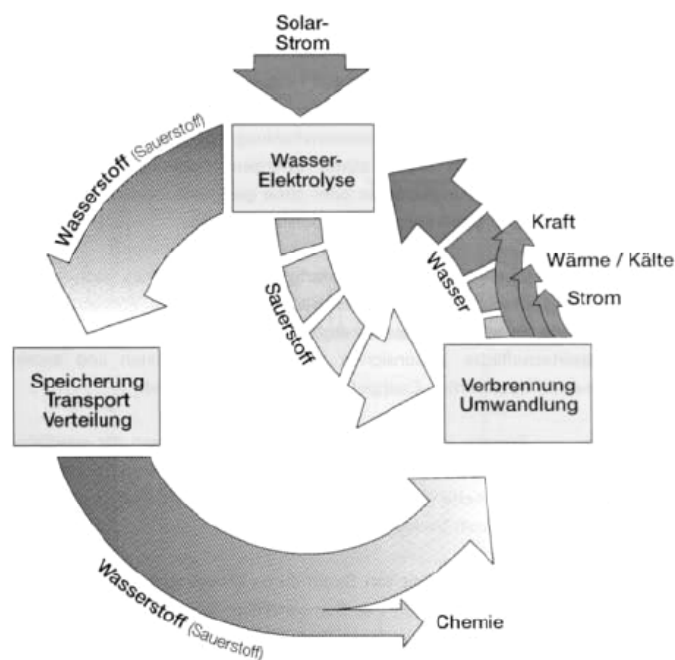 Solar-
Strom
Wasser-
Elektrolyse
Wasserstoff (Sauerstoff)
Kraft
Wärme / Kälte
Strom
Wasser
Sauerstoff
Speicherung
Transport
Verteilung
Verbrennung
Umwandlung
Wasserstoff (Sauerstoff)
Chemie